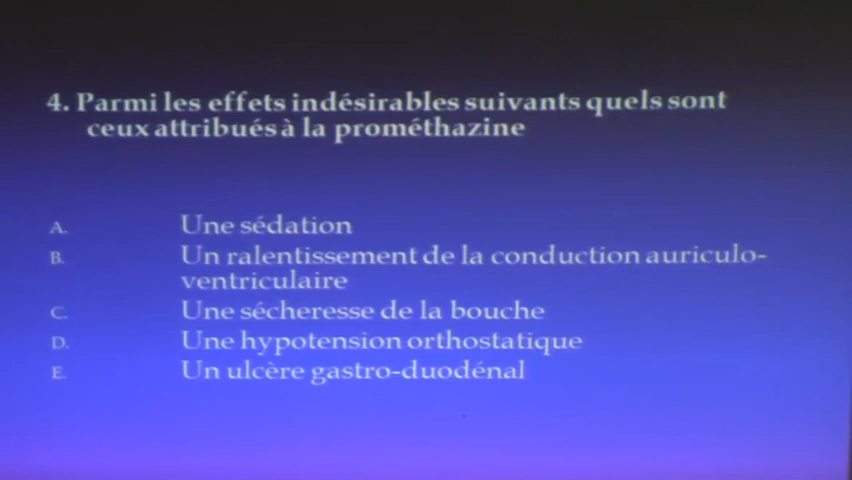 4. Parmi les effets indésirables suivants quels sont
ceux attribués à la prométhazine
A. Une sédation
B. Un ralentissement de la conduction auriculo-
ventriculaire
C. Une sécheresse de la bouche
D. Une hypotension orthostatique
E. Un ulcère gastro-duodénal